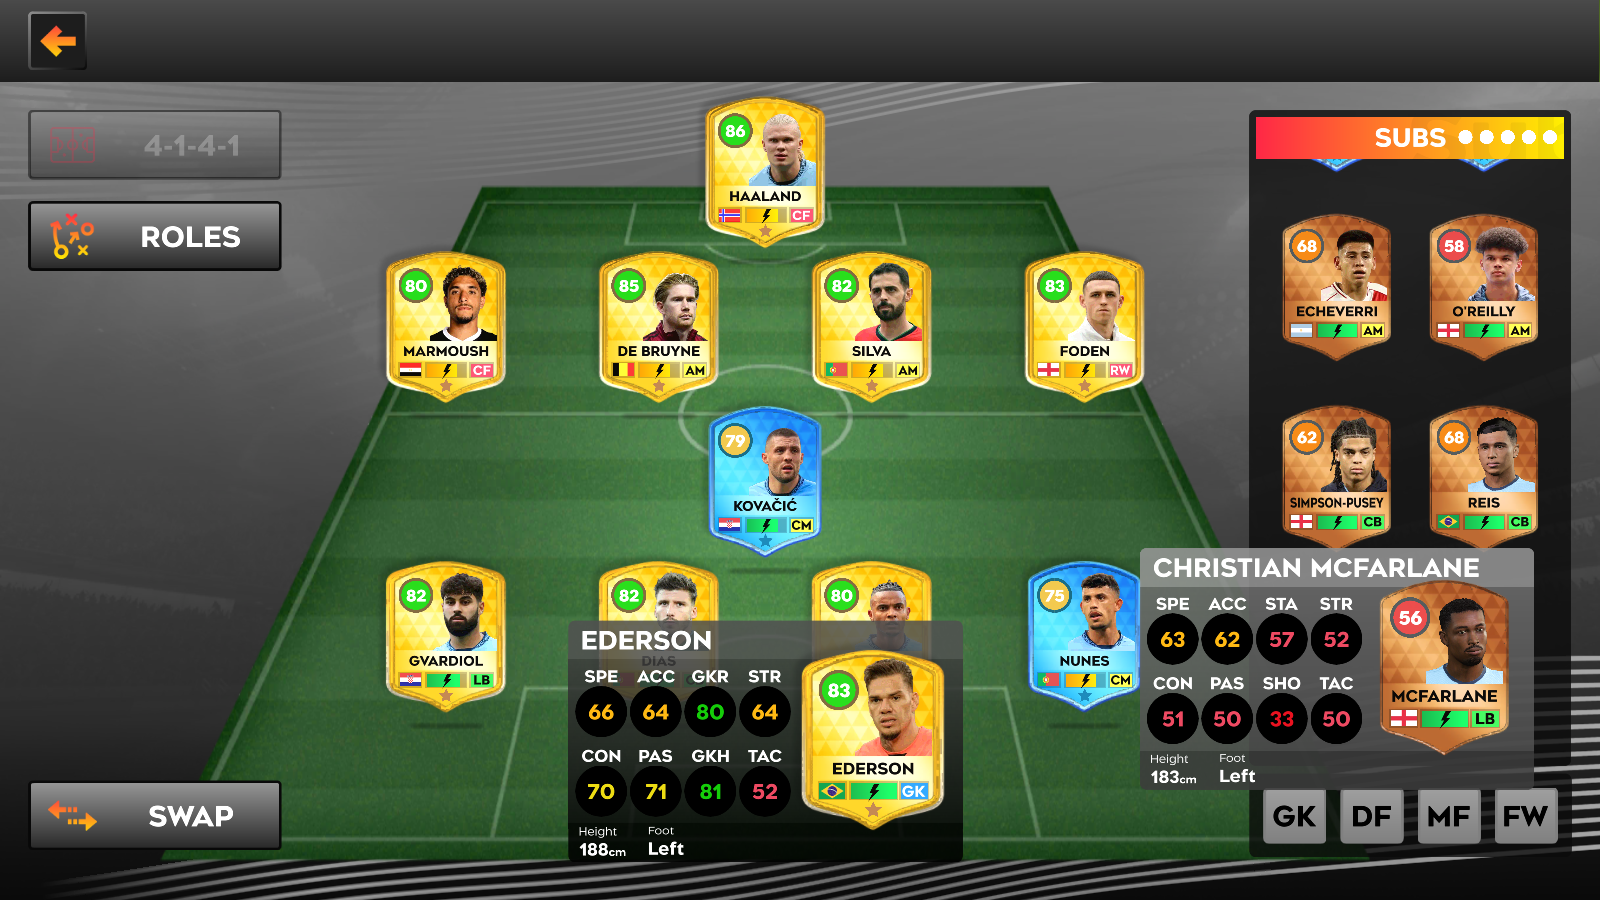 4-1-4-1
ROLES
SWAP
86
HAALAND
CF
80
MARMOUSH
CF
85
DE BRUYNE
AM
82
SILVA
AM
83
FODEN
RW
79
KOVAČIĆ
CM
82
GVARDIOL
LB
82
DIAS
80
75
NUNES
CM
EDERSON
SPE ACC GKR STR
66 64 80 64
CON PAS GKH TAC
70 71 81 52
Height Foot
188cm Left
83
EDERSON
GK
SUBS
68
ECHEVERRI
AM
58
O'REILLY
AM
62
SIMPSON-PUSEY
CB
68
REIS
CB
CHRISTIAN MCFARLANE
SPE ACC STA STR
63 62 57 52
CON PAS SHO TAC
51 50 33 50
Height Foot
183cm Left
56
MCFARLANE
LB
GK DF MF FW